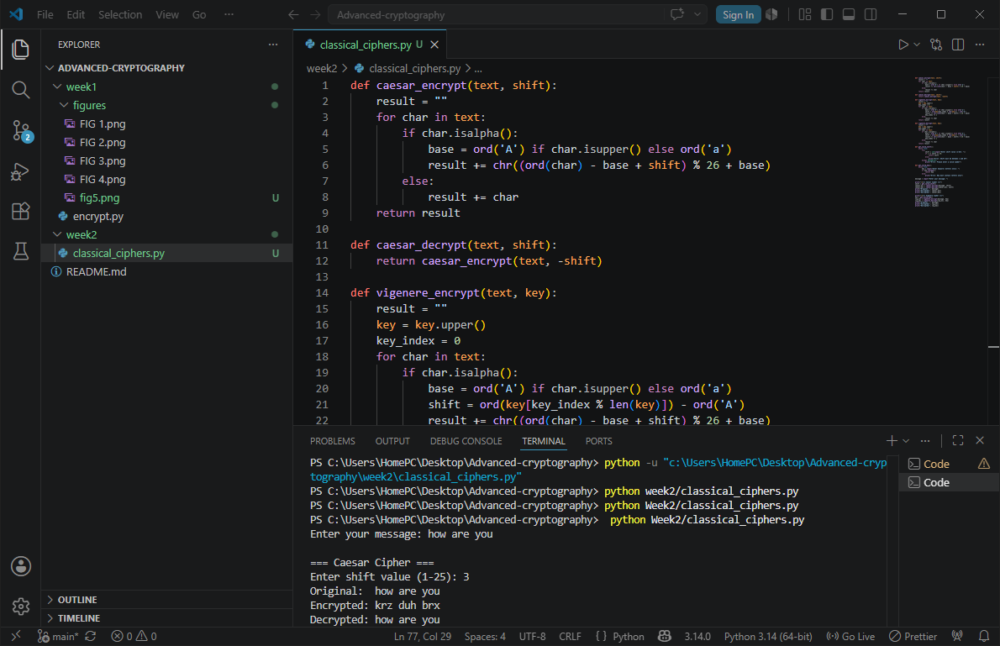 File Edit Selection View Go ··· Advanced-cryptography Sign In
EXPLORER ···
ADVANCED-CRYPTOGRAPHY
week1
figures
FIG 1.png
FIG 2.png
FIG 3.png
FIG 4.png
fig5.png U
encrypt.py
week2
classical_ciphers.py U
README.md
OUTLINE
TIMELINE
2
classical_ciphers.py U
week2 > classical_ciphers.py > ...
1 def caesar_encrypt(text, shift):
2 result = ""
3 for char in text:
4 if char.isalpha():
5 base = ord('A') if char.isupper() else ord('a')
6 result += chr((ord(char) - base + shift) % 26 + base)
7 else:
8 result += char
9 return result
10
11 def caesar_decrypt(text, shift):
12 return caesar_encrypt(text, -shift)
13
14 def vigenere_encrypt(text, key):
15 result = ""
16 key = key.upper()
17 key_index = 0
18 for char in text:
19 if char.isalpha():
20 base = ord('A') if char.isupper() else ord('a')
21 shift = ord(key[key_index % len(key)]) - ord('A')
22 result += chr((ord(char) - base + shift) % 26 + base)
PROBLEMS OUTPUT DEBUG CONSOLE TERMINAL PORTS
PS C:\Users\HomePC\Desktop\Advanced-cryptography> python -u "c:\Users\HomePC\Desktop\Advanced-cryp
tography\week2\classical_ciphers.py"
PS C:\Users\HomePC\Desktop\Advanced-cryptography> python week2/classical_ciphers.py
PS C:\Users\HomePC\Desktop\Advanced-cryptography> python Week2/classical_ciphers.py
PS C:\Users\HomePC\Desktop\Advanced-cryptography>  python Week2/classical_ciphers.py
Enter your message: how are you

=== Caesar Cipher ===
Enter shift value (1-25): 3
Original:  how are you
Encrypted: krz duh brx
Decrypted: how are you
Code
Code
main* 0 0 Ln 77, Col 29 Spaces: 4 UTF-8 CRLF { } Python 3.14.0 Python 3.14 (64-bit) Go Live Prettier